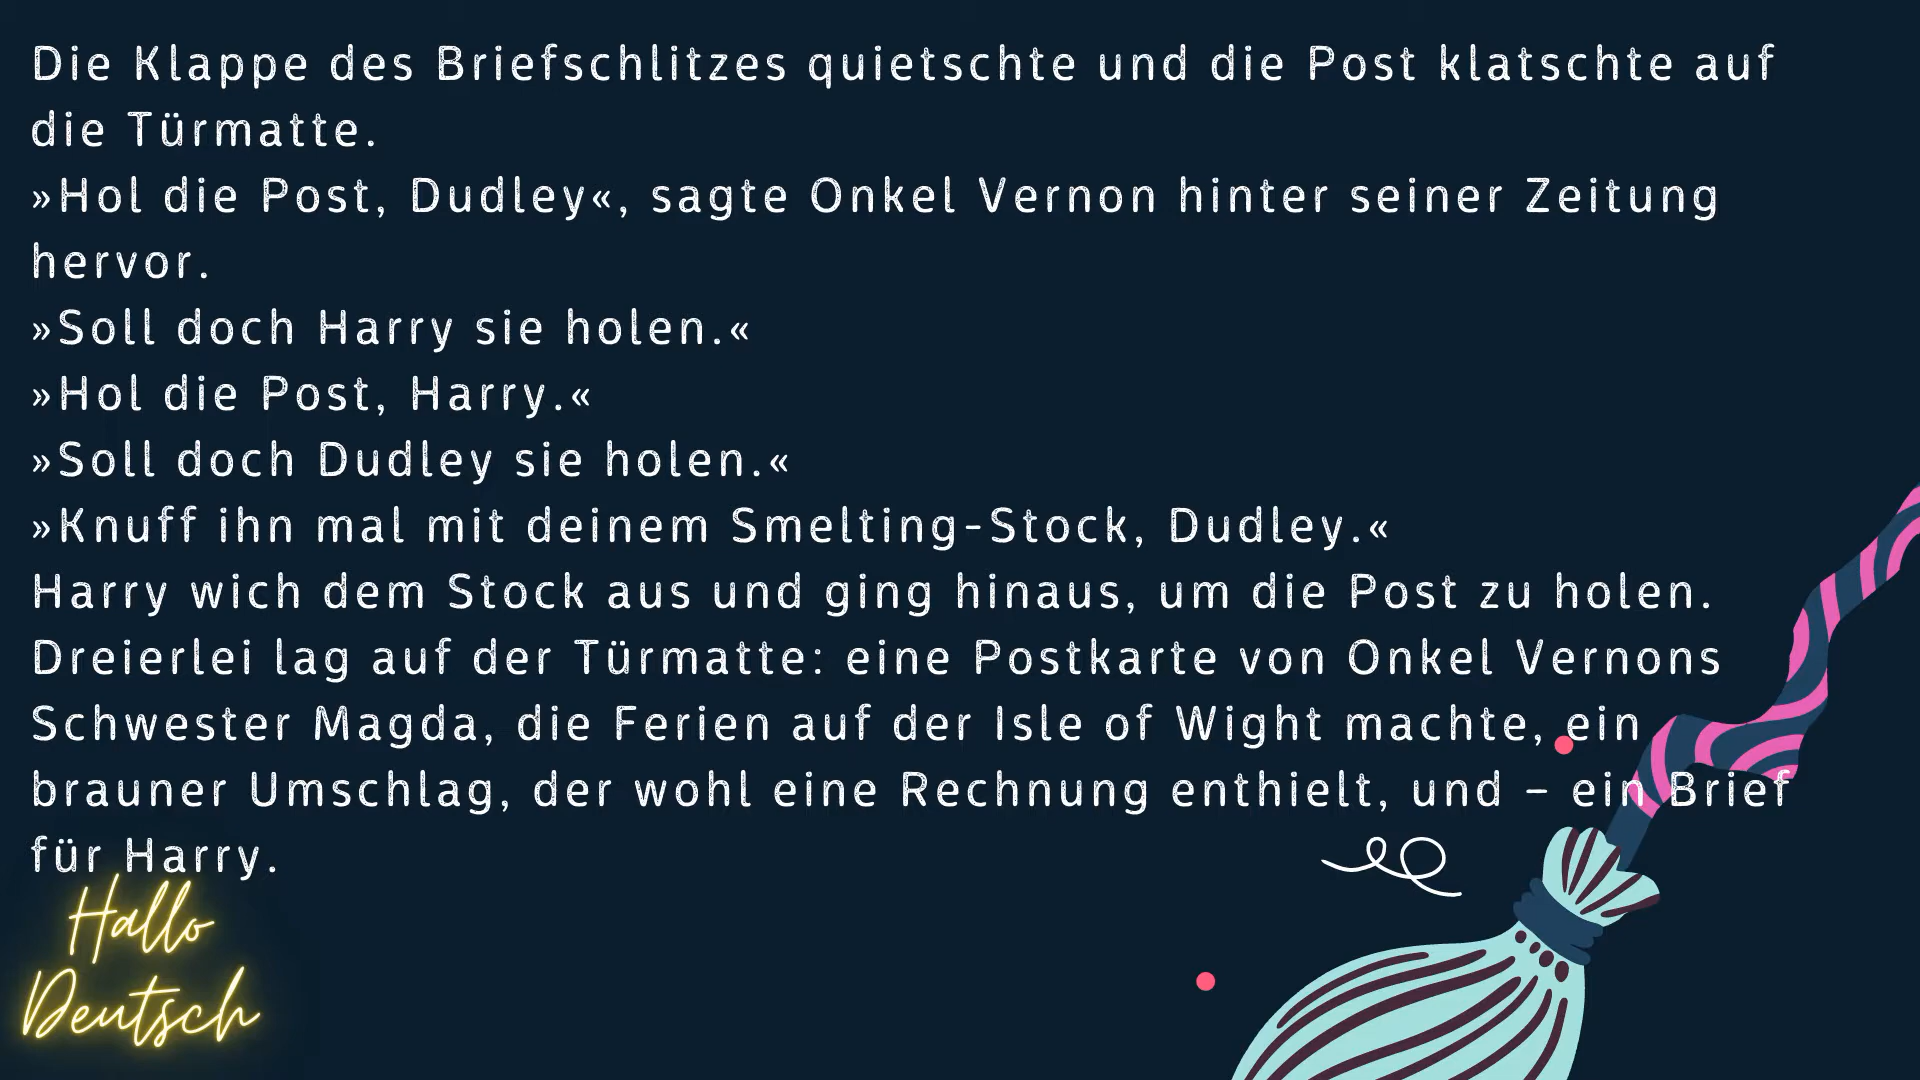 Die Klappe des Briefschlitzes quietschte und die Post klatschte auf
die Türmatte.
»Hol die Post, Dudley«, sagte Onkel Vernon hinter seiner Zeitung
hervor.
»Soll doch Harry sie holen.«
»Hol die Post, Harry.«
»Soll doch Dudley sie holen.«
»Knuff ihn mal mit deinem Smelting-Stock, Dudley.«
Harry wich dem Stock aus und ging hinaus, um die Post zu holen.
Dreierlei lag auf der Türmatte: eine Postkarte von Onkel Vernons
Schwester Magda, die Ferien auf der Isle of Wight machte, ein
brauner Umschlag, der wohl eine Rechnung enthielt, und – ein Brief
für Harry.
Hallo
Deutsch